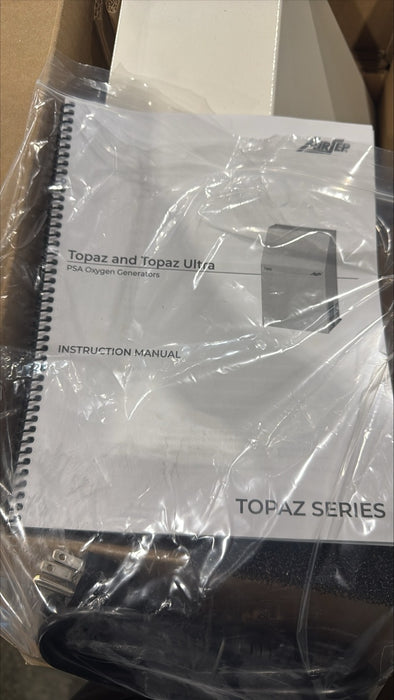 AirSep
Topaz and Topaz Ultra
PSA Oxygen Generators
INSTRUCTION MANUAL
TOPAZ SERIES